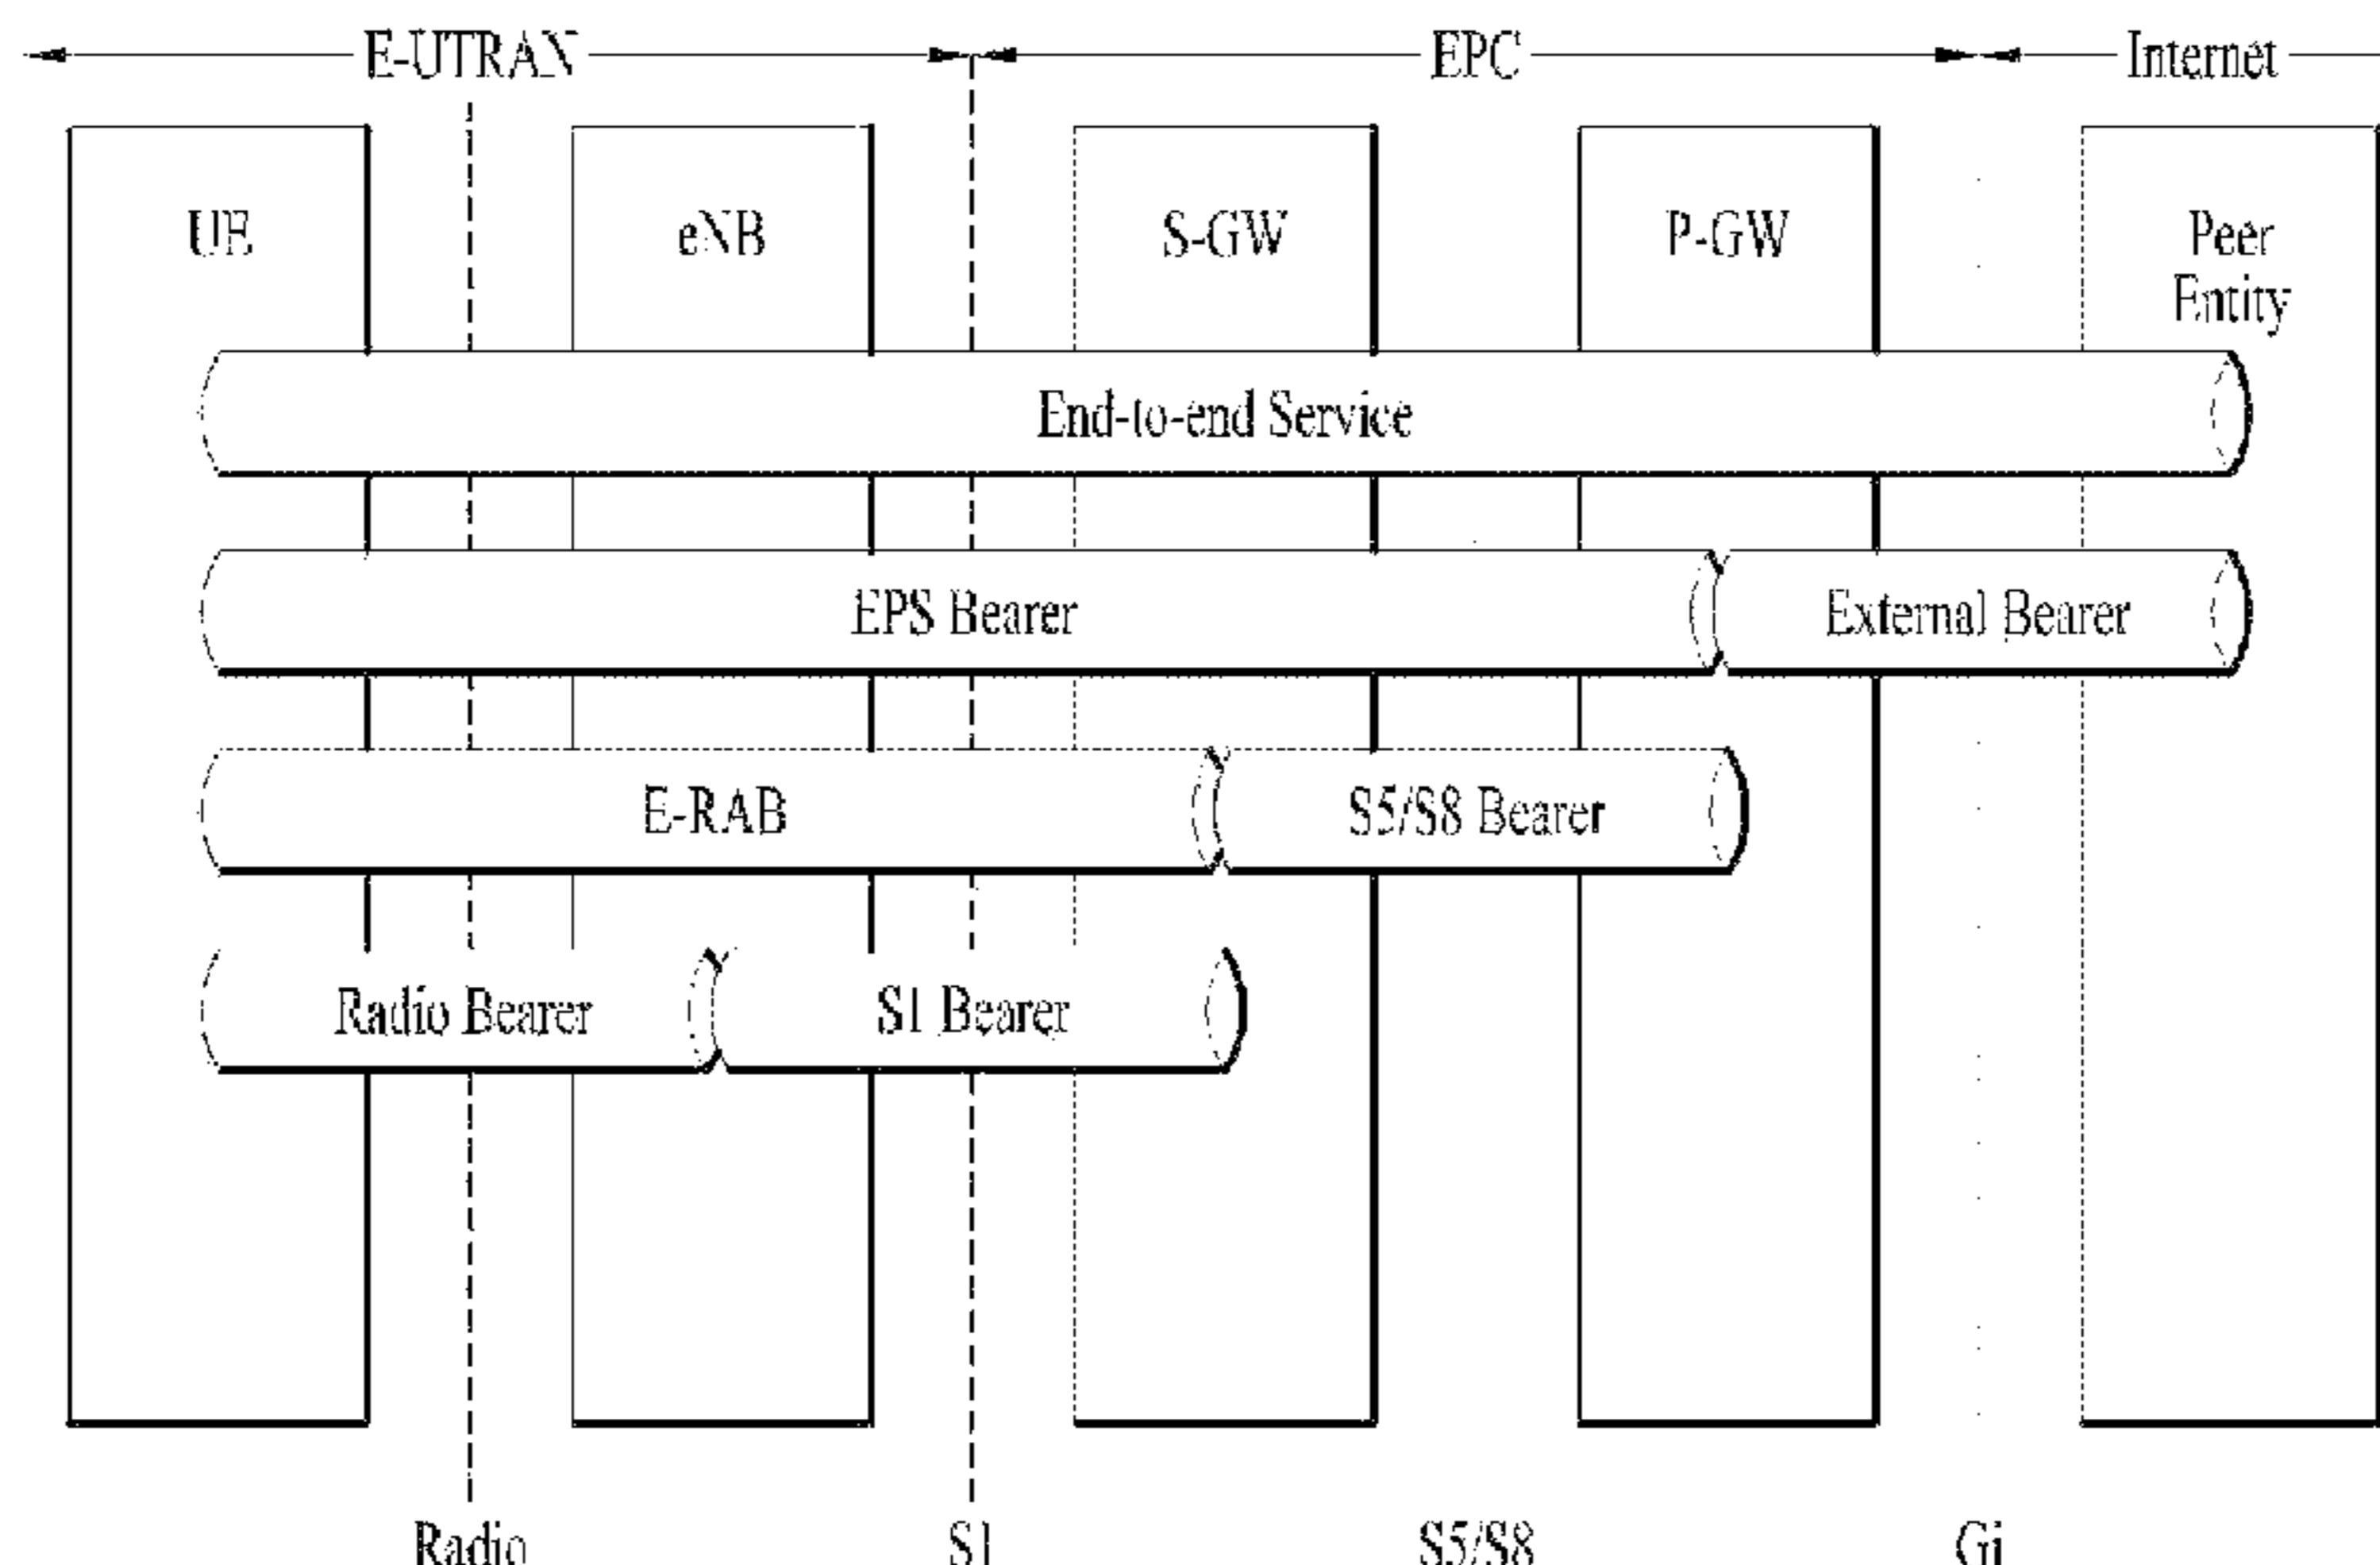 E-UTRAN EPC Internet
UE eNB S-GW P-GW Peer
Entity
End-to-end Service
EPS Bearer External Bearer
E-RAB S5/S8 Bearer
Radio Bearer S1 Bearer
Radio S1 S5/S8 Gi